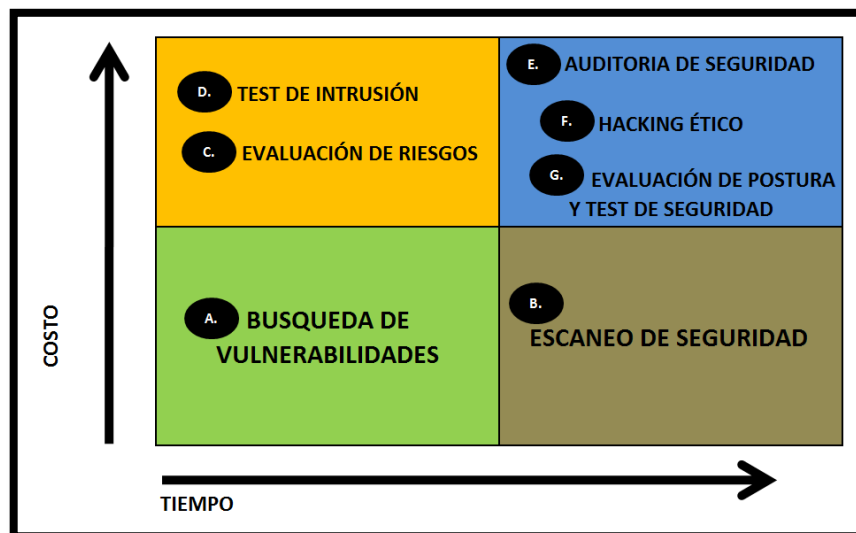 D. TEST DE INTRUSIÓN
C. EVALUACIÓN DE RIESGOS
E. AUDITORIA DE SEGURIDAD
F. HACKING ÉTICO
G. EVALUACIÓN DE POSTURA
Y TEST DE SEGURIDAD
A. BUSQUEDA DE
VULNERABILIDADES
B.
ESCANEO DE SEGURIDAD
COSTO
TIEMPO